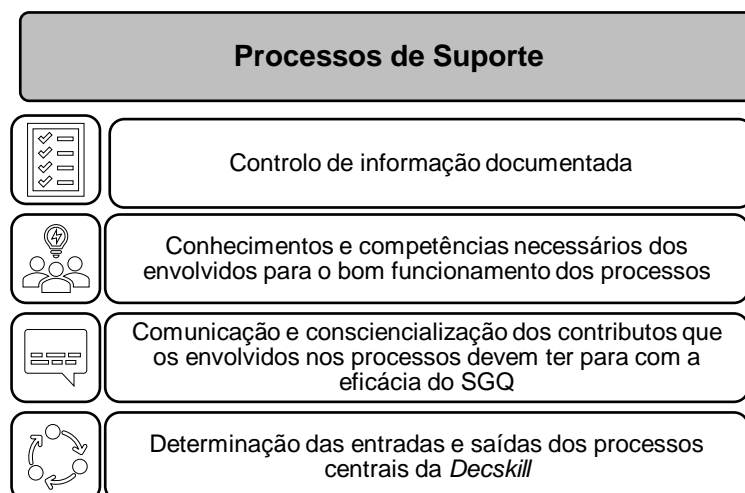 Processos de Suporte
Controlo de informação documentada
Conhecimentos e competências necessários dos
envolvidos para o bom funcionamento dos processos
Comunicação e consciencialização dos contributos que
os envolvidos nos processos devem ter para com a
eficácia do SGQ
Determinação das entradas e saídas dos processos
centrais da Decskill